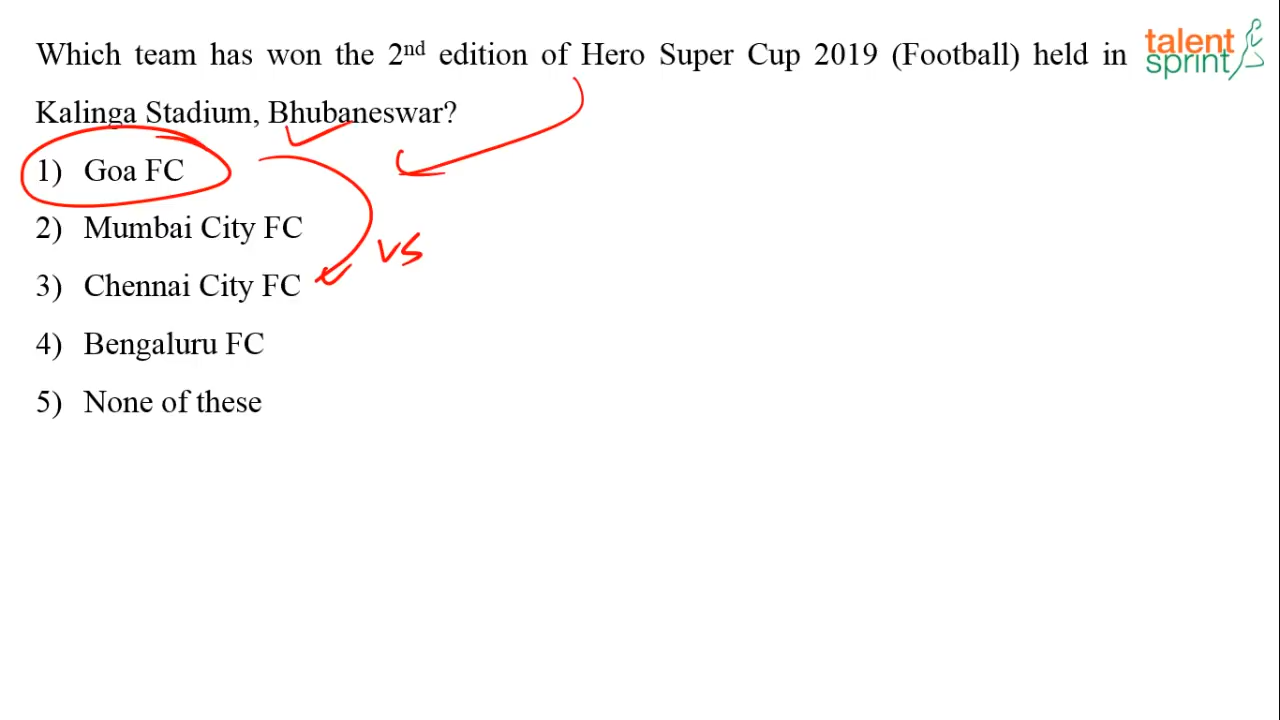 Which team has won the 2nd edition of Hero Super Cup 2019 (Football) held in
Kalinga Stadium, Bhubaneswar?
1) Goa FC
2) Mumbai City FC
vs
3) Chennai City FC
4) Bengaluru FC
5) None of these
talent
sprint